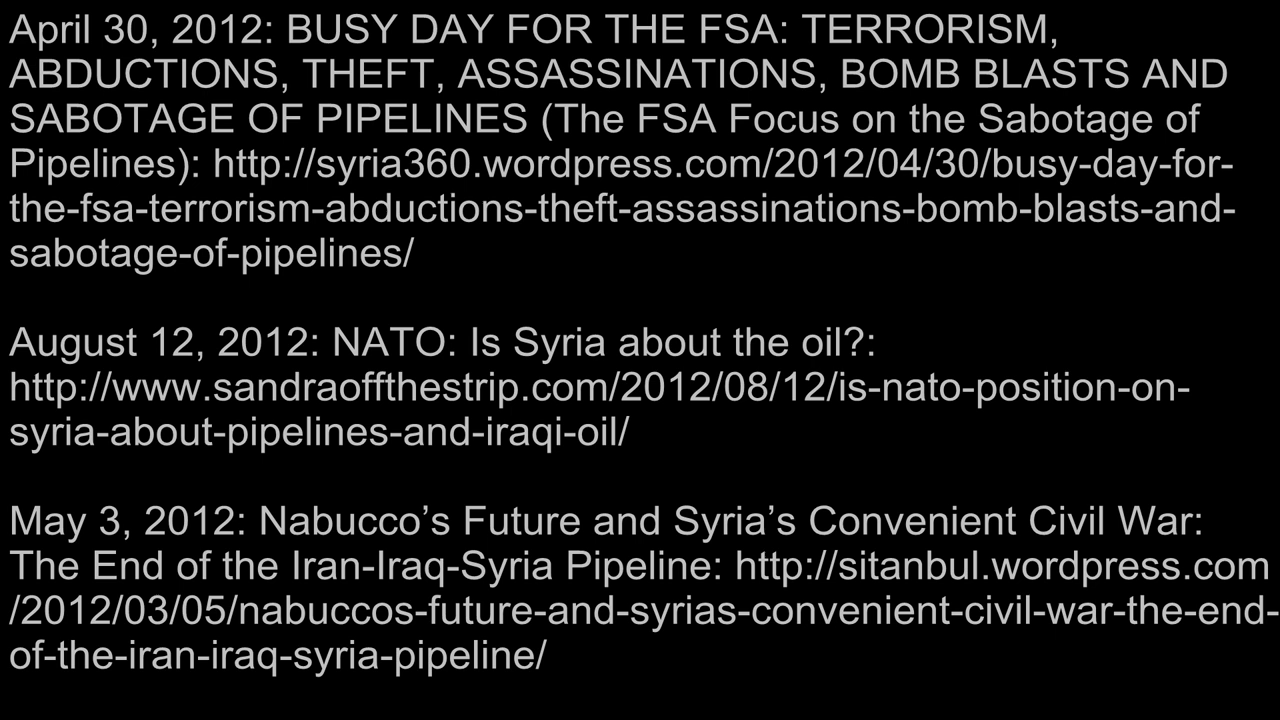 April 30, 2012: BUSY DAY FOR THE FSA: TERRORISM,
ABDUCTIONS, THEFT, ASSASSINATIONS, BOMB BLASTS AND
SABOTAGE OF PIPELINES (The FSA Focus on the Sabotage of
Pipelines): http://syria360.wordpress.com/2012/04/30/busy-day-for-
the-fsa-terrorism-abductions-theft-assassinations-bomb-blasts-and-
sabotage-of-pipelines/
August 12, 2012: NATO: Is Syria about the oil?:
http://www.sandraoffthestrip.com/2012/08/12/is-nato-position-on-
syria-about-pipelines-and-iraqi-oil/
May 3, 2012: Nabucco’s Future and Syria’s Convenient Civil War:
The End of the Iran-Iraq-Syria Pipeline: http://sitanbul.wordpress.com
/2012/03/05/nabuccos-future-and-syrias-convenient-civil-war-the-end-
of-the-iran-iraq-syria-pipeline/